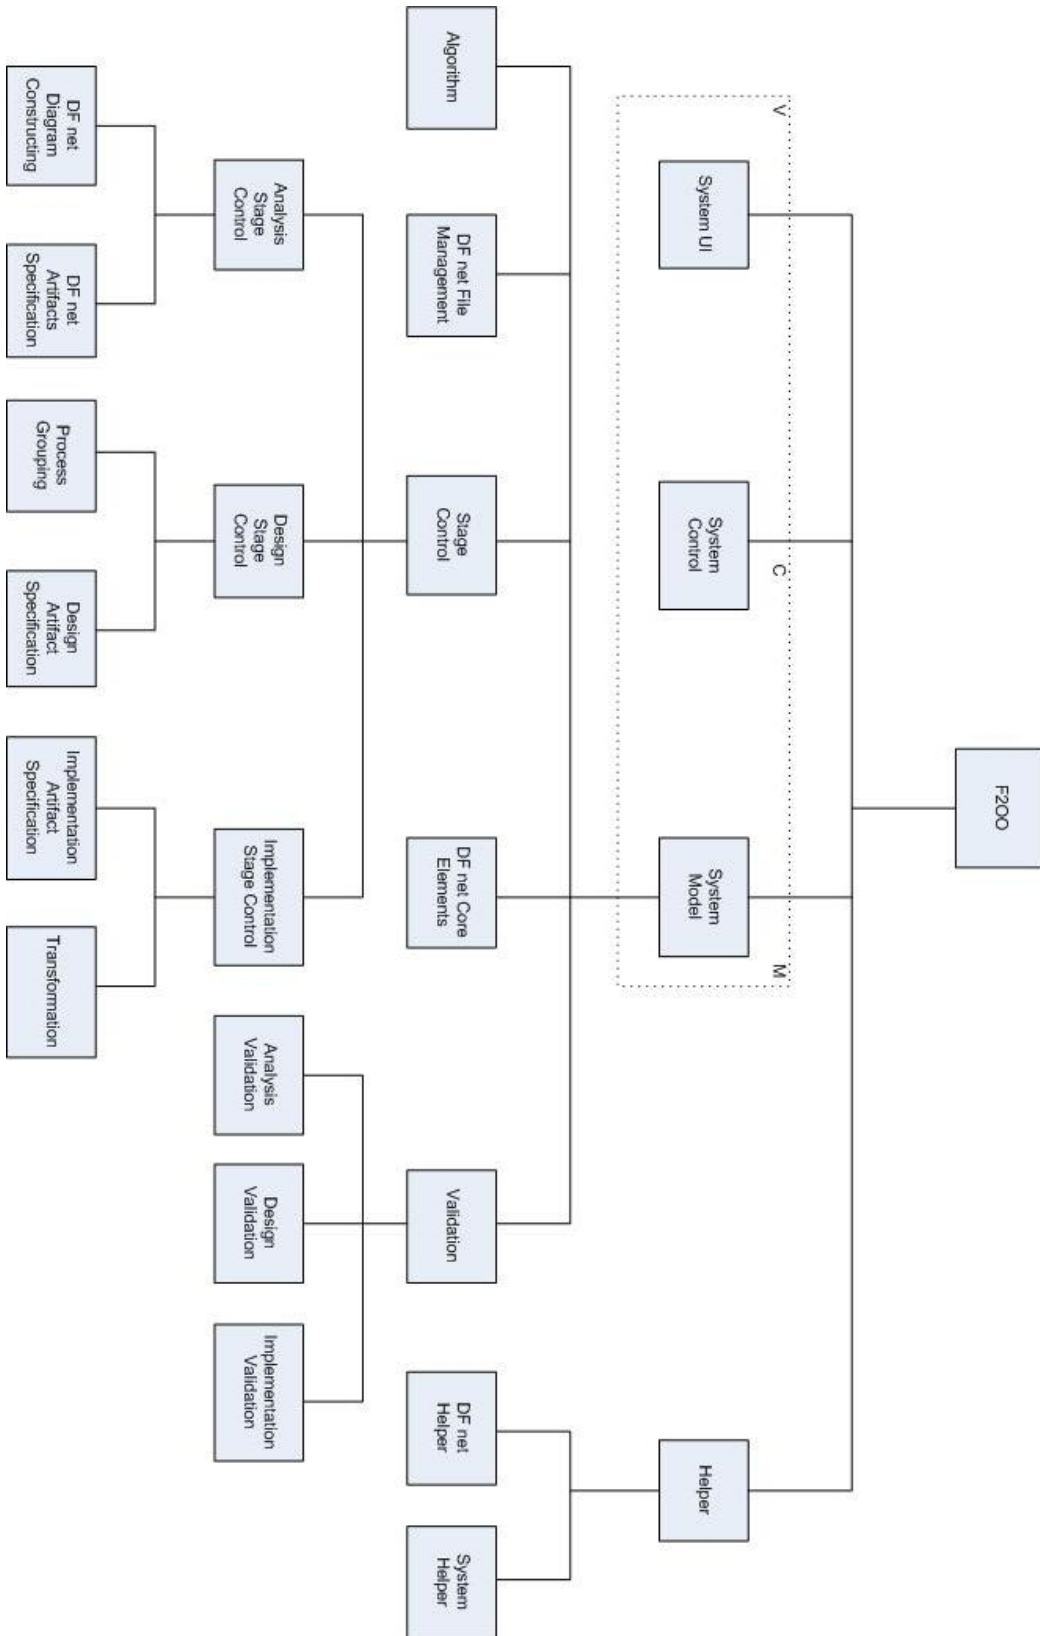 F2OO
V
C
M
System UI
System
Control
System
Model
Helper
Algorithm
DF net File
Management
Stage
Control
DF net Core
Elements
Validation
DF net
Helper
System
Helper
Analysis
Stage
Control
Design
Stage
Control
Implementation
Stage Control
Analysis
Validation
Design
Validation
Implementation
Validation
DF net
Diagram
Constructing
DF net
Artifacts
Specification
Process
Grouping
Design
Artifact
Specification
Implementation
Artifact
Specification
Transformation